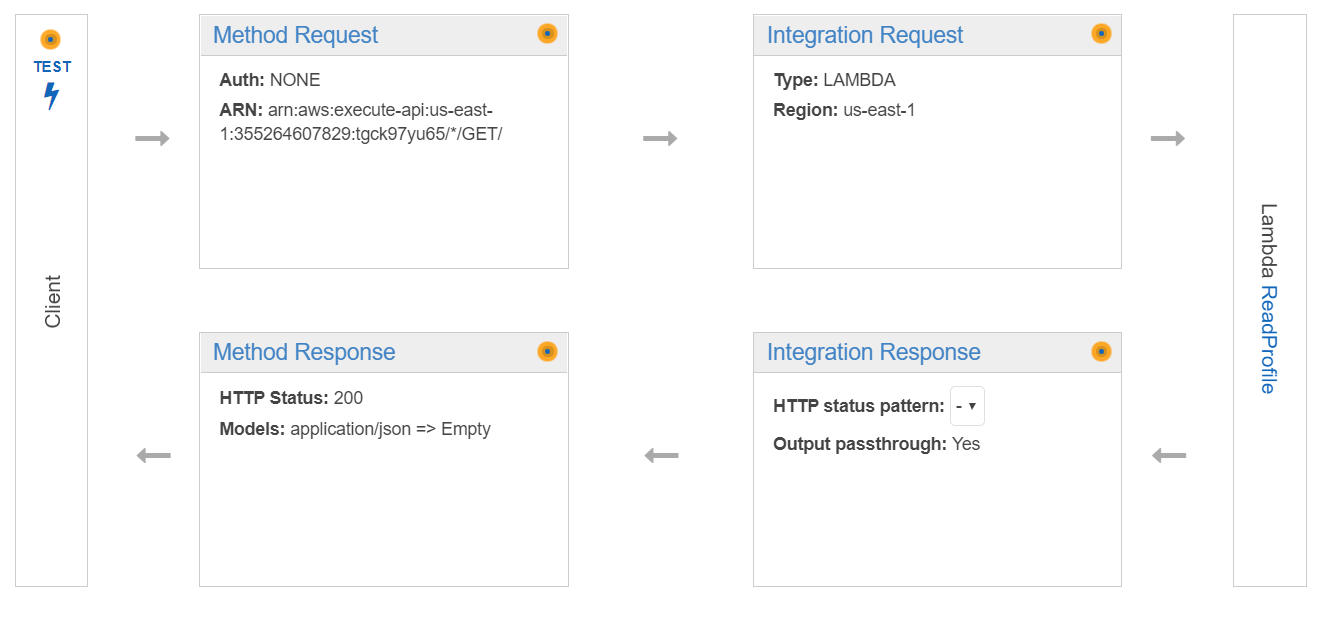 TEST
Client
Method Request
Auth: NONE
ARN: arn:aws:execute-api:us-east-
1:355264607829:tgck97yu65/*/GET/
Integration Request
Type: LAMBDA
Region: us-east-1
Lambda ReadProfile
Method Response
HTTP Status: 200
Models: application/json => Empty
Integration Response
HTTP status pattern: -
Output passthrough: Yes